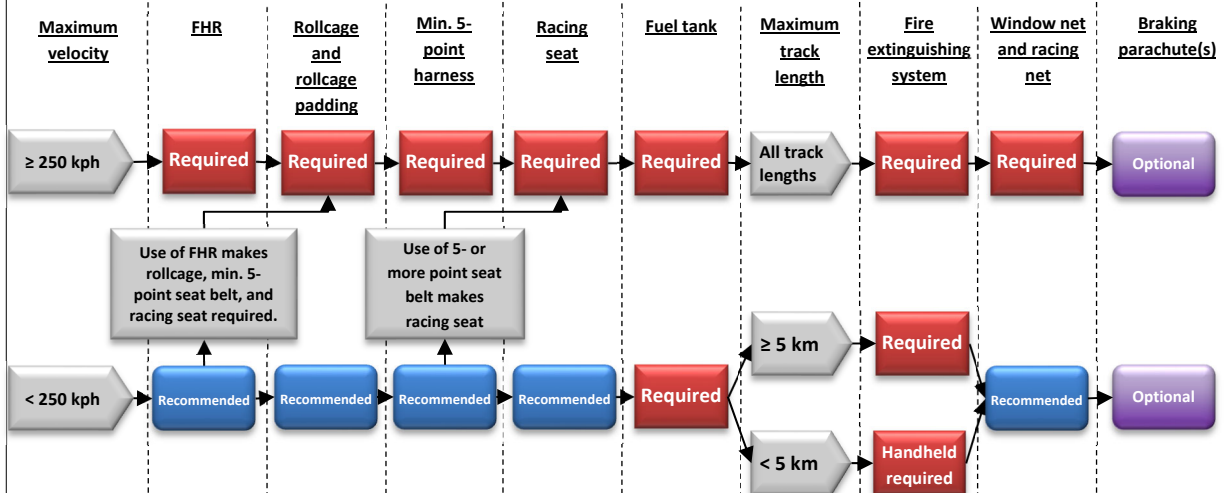 Maximum
velocity
FHR
Rollcage
and
rollcage
padding
Min. 5-
point
harness
Racing
seat
Fuel tank
Maximum
track
length
Fire
extinguishing
system
Window net
and racing
net
Braking
parachute(s)
≥ 250 kph
Required
Required
Required
Required
Required
All track
lengths
Required
Required
Optional
Use of FHR makes
rollcage, min. 5-
point seat belt, and
racing seat required.
Use of 5- or
more point seat
belt makes
racing seat
≥ 5 km
Required
< 250 kph
Recommended
Recommended
Recommended
Recommended
Required
Recommended
Optional
< 5 km
Handheld
required